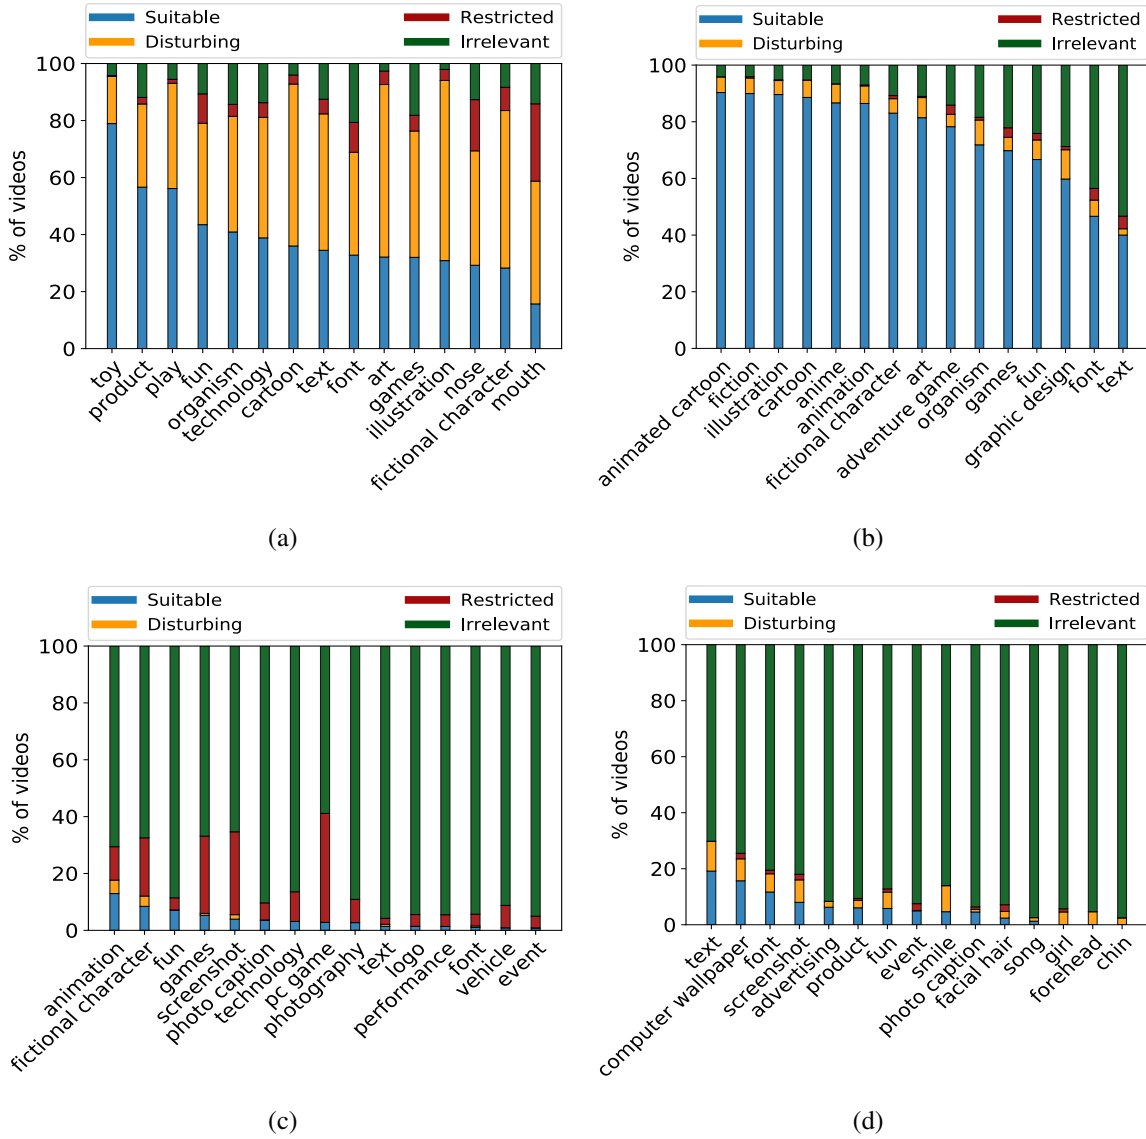 Suitable Restricted
Disturbing Irrelevant
100
80
60
40
20
0
% of videos
toy
product
play
fun
organism
technology
cartoon
text
font
art
games
illustration
nose
fictional character
mouth
(a)
Suitable Restricted
Disturbing Irrelevant
100
80
60
40
20
0
% of videos
animated cartoon
fiction
illustration
cartoon
anime
animation
fictional character
art
adventure game
organism
games
fun
graphic design
font
text
(b)
Suitable Restricted
Disturbing Irrelevant
100
80
60
40
20
0
% of videos
animation
fictional character
fun
games
screenshot
photo caption
technology
pc game
photography
text
logo
performance
font
vehicle
event
(c)
Suitable Restricted
Disturbing Irrelevant
100
80
60
40
20
0
% of videos
text
computer wallpaper
font
screenshot
advertising
product
fun
event
smile
photo caption
facial hair
song
girl
forehead
chin
(d)